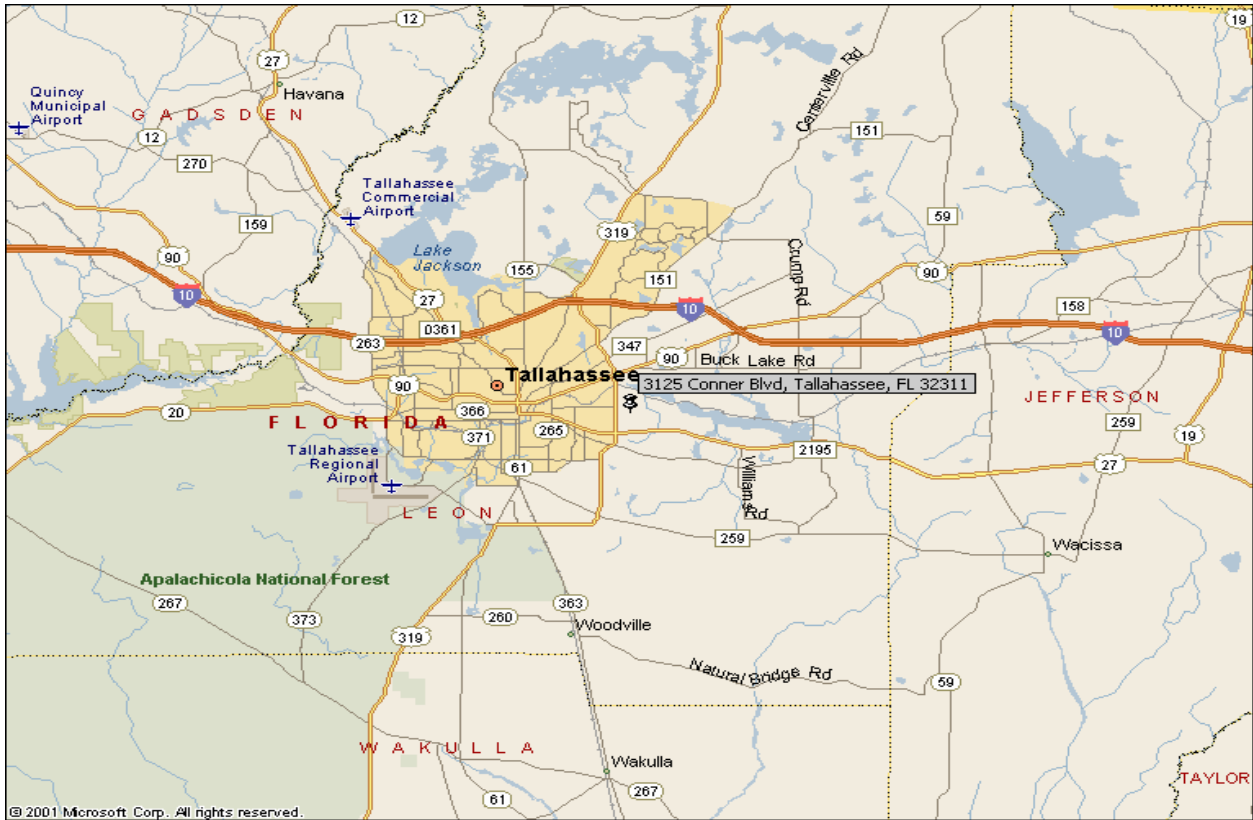 12
19
27
Havana
Quincy
Municipal
Airport
GADSDEN
12
270
Centerville Rd
151
Tallahassee
Commercial
Airport
159
59
319
Lake
Jackson
90
155
151
Crump Rd
90
10
27
10
158
10
0361
263
347
90
Buck Lake Rd
Tallahassee
90
3125 Conner Blvd, Tallahassee, FL 32311
JEFFERSON
20
366
FLORIDA
371
265
259
19
Tallahassee
Regional
Airport
61
2195
27
Williams Rd
LEON
259
Wacissa
Apalachicola National Forest
267
363
373
260
319
Woodville
Natural Bridge Rd
59
WAKULLA
Wakulla
267
61
TAYLOR
© 2001 Microsoft Corp. All rights reserved.